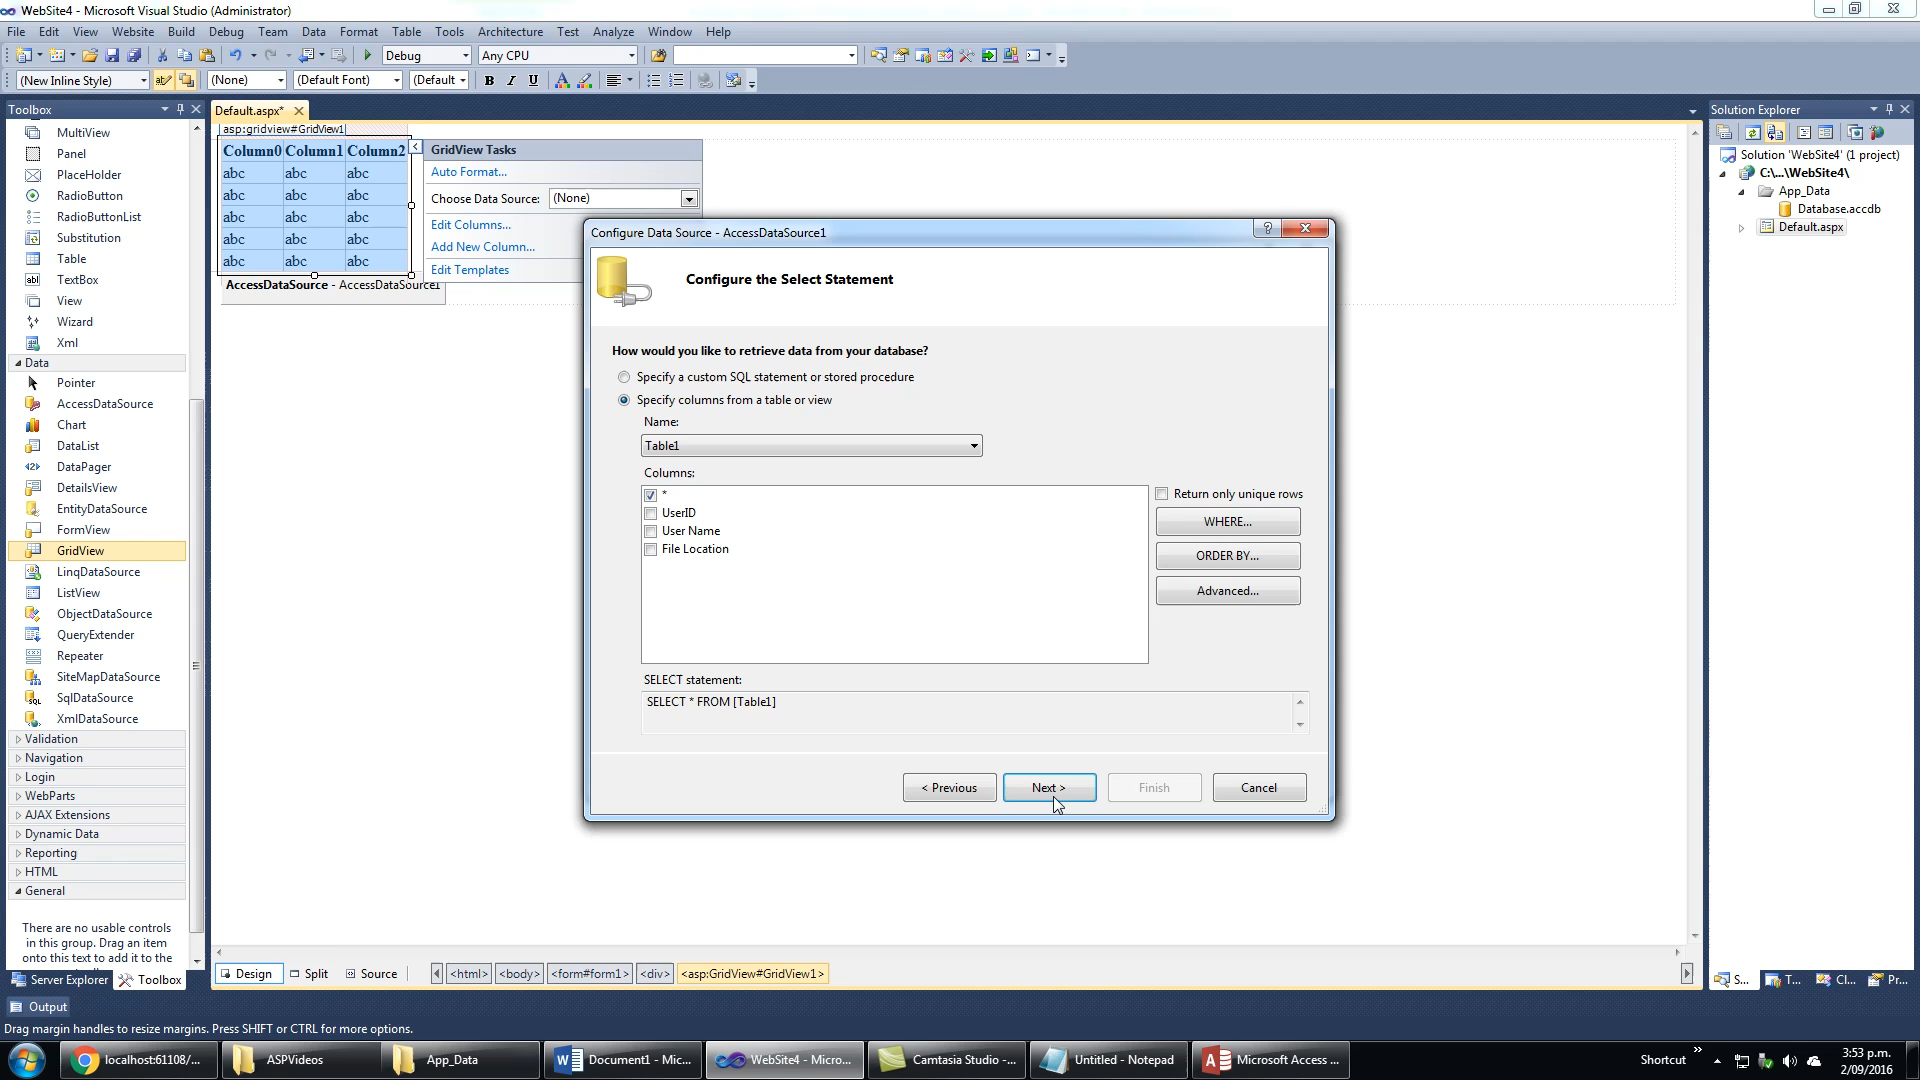 WebSite4 - Microsoft Visual Studio (Administrator)
File Edit View Website Build Debug Team Data Format Table Tools Architecture Test Analyze Window Help
Debug Any CPU
(New Inline Style) (None) (Default Font) (Default B I U
Toolbox
MultiView
Panel
PlaceHolder
RadioButton
RadioButtonList
Substitution
Table
TextBox
View
Wizard
Xml
Data
Pointer
AccessDataSource
Chart
DataList
DataPager
DetailsView
EntityDataSource
FormView
GridView
LinqDataSource
ListView
ObjectDataSource
QueryExtender
Repeater
SiteMapDataSource
SqlDataSource
XmlDataSource
Validation
Navigation
Login
WebParts
AJAX Extensions
Dynamic Data
Reporting
HTML
General
There are no usable controls
in this group. Drag an item
onto this text to add it to the
Server Explorer Toolbox
Default.aspx*
asp:gridview#GridView1
Column0 Column1 Column2
abc abc abc
abc abc abc
abc abc abc
abc abc abc
abc abc abc
AccessDataSource - AccessDataSource1
GridView Tasks
Auto Format...
Choose Data Source: (None)
Edit Columns...
Add New Column...
Edit Templates
Configure Data Source - AccessDataSource1
Configure the Select Statement
How would you like to retrieve data from your database?
Specify a custom SQL statement or stored procedure
Specify columns from a table or view
Name:
Table1
Columns:
*
UserID
User Name
File Location
Return only unique rows
WHERE...
ORDER BY...
Advanced...
SELECT statement:
SELECT * FROM [Table1]
< Previous Next > Finish Cancel
Solution Explorer
Solution 'WebSite4' (1 project)
C:\...\WebSite4\
App_Data
Database.accdb
Default.aspx
S... T... Cl... Pr...
Design Split Source <html> <body> <form#form1> <div> <asp:GridView#GridView1>
Output
Drag margin handles to resize margins. Press SHIFT or CTRL for more options.
localhost:61108/... ASPVideos App_Data Document1 - Mic... WebSite4 - Micro... Camtasia Studio -... Untitled - Notepad Microsoft Access ... Shortcut
3:53 p.m.
2/09/2016